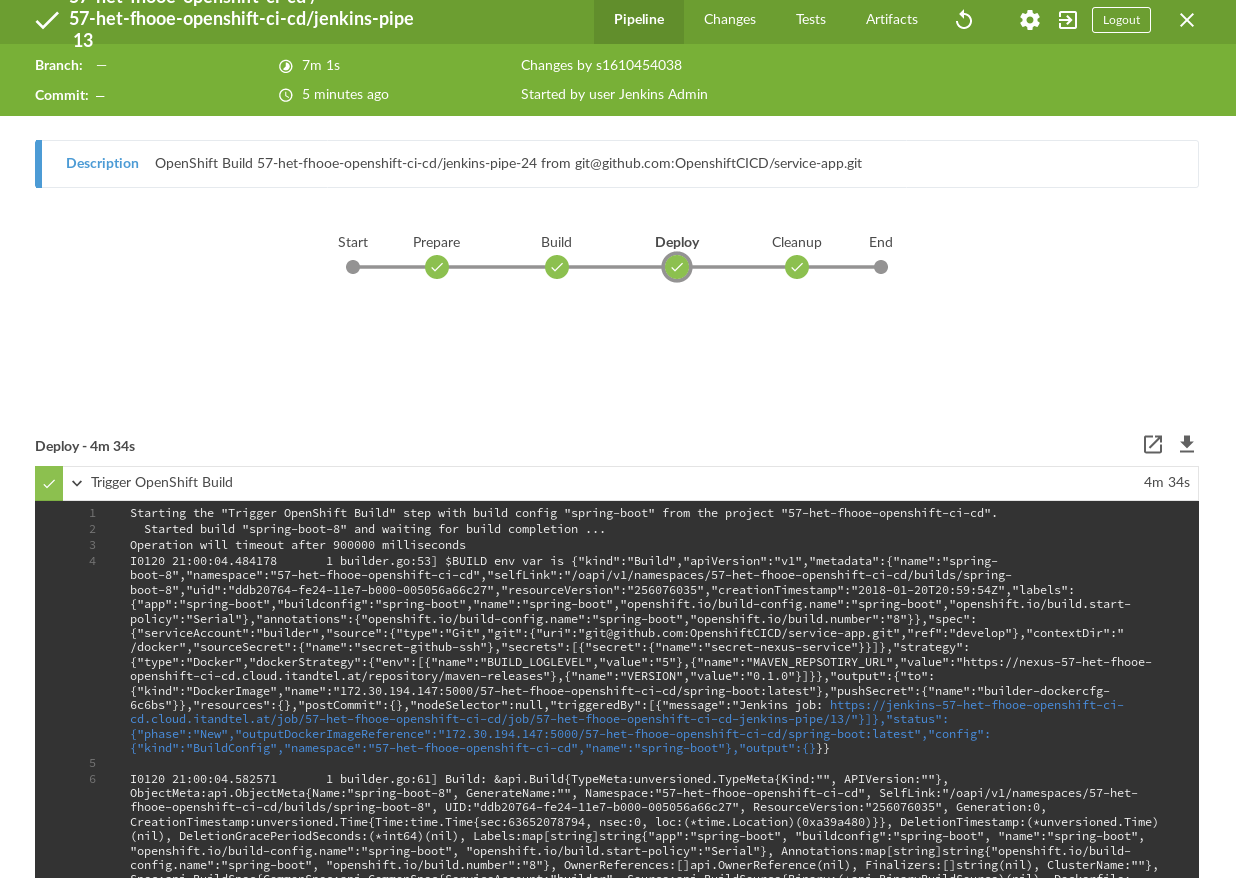 57-het-fhooe-openshift-ci-cd /
57-het-fhooe-openshift-ci-cd/jenkins-pipe
13
Pipeline
Changes
Tests
Artifacts
Logout
Branch: —
7m 1s
Changes by s1610454038
Commit: —
5 minutes ago
Started by user Jenkins Admin
Description OpenShift Build 57-het-fhooe-openshift-ci-cd/jenkins-pipe-24 from git@github.com:OpenshiftCICD/service-app.git
Start
Prepare
Build
Deploy
Cleanup
End
Deploy - 4m 34s
Trigger OpenShift Build
4m 34s
1 Starting the "Trigger OpenShift Build" step with build config "spring-boot" from the project "57-het-fhooe-openshift-ci-cd".
2 Started build "spring-boot-8" and waiting for build completion ...
3 Operation will timeout after 900000 milliseconds
4 I0120 21:00:04.484178 1 builder.go:53] $BUILD env var is {"kind":"Build","apiVersion":"v1","metadata":{"name":"spring-
boot-8","namespace":"57-het-fhooe-openshift-ci-cd","selfLink":"/oapi/v1/namespaces/57-het-fhooe-openshift-ci-cd/builds/spring-
boot-8","uid":"ddb20764-fe24-11e7-b000-005056a66c27","resourceVersion":"256076035","creationTimestamp":"2018-01-20T20:59:54Z","labels":
{"app":"spring-boot","buildconfig":"spring-boot","name":"spring-boot","openshift.io/build-config.name":"spring-boot","openshift.io/build.start-
policy":"Serial"},"annotations":{"openshift.io/build-config.name":"spring-boot","openshift.io/build.number":"8"}},"spec":
{"serviceAccount":"builder","source":{"type":"Git","git":{"uri":"git@github.com:OpenshiftCICD/service-app.git","ref":"develop"},"contextDir":"
/docker","sourceSecret":{"name":"secret-github-ssh"},"secrets":[{"secret":{"name":"secret-nexus-service"}}]},"strategy":
{"type":"Docker","dockerStrategy":{"env":[{"name":"BUILD_LOGLEVEL","value":"5"},{"name":"MAVEN_REPSOTIRY_URL","value":"https://nexus-57-het-fhooe-
openshift-ci-cd.cloud.itandtel.at/repository/maven-releases"},{"name":"VERSION","value":"0.1.0"}]}},"output":{"to":
{"kind":"DockerImage","name":"172.30.194.147:5000/57-het-fhooe-openshift-ci-cd/spring-boot:latest"},"pushSecret":{"name":"builder-dockercfg-
6c6bs"}},"resources":{},"postCommit":{},"nodeSelector":null,"triggeredBy":[{"message":"Jenkins job: https://jenkins-57-het-fhooe-openshift-ci-
cd.cloud.itandtel.at/job/57-het-fhooe-openshift-ci-cd/job/57-het-fhooe-openshift-ci-cd-jenkins-pipe/13/"}]},"status":
{"phase":"New","outputDockerImageReference":"172.30.194.147:5000/57-het-fhooe-openshift-ci-cd/spring-boot:latest","config":
{"kind":"BuildConfig","namespace":"57-het-fhooe-openshift-ci-cd","name":"spring-boot"},"output":{}}}
5
6 I0120 21:00:04.582571 1 builder.go:61] Build: &api.Build{TypeMeta:unversioned.TypeMeta{Kind:"", APIVersion:""},
ObjectMeta:api.ObjectMeta{Name:"spring-boot-8", GenerateName:"", Namespace:"57-het-fhooe-openshift-ci-cd", SelfLink:"/oapi/v1/namespaces/57-het-
fhooe-openshift-ci-cd/builds/spring-boot-8", UID:"ddb20764-fe24-11e7-b000-005056a66c27", ResourceVersion:"256076035", Generation:0,
CreationTimestamp:unversioned.Time{Time:time.Time{sec:63652078794, nsec:0, loc:(*time.Location)(0xa39a480)}}, DeletionTimestamp:(*unversioned.Time)
(nil), DeletionGracePeriodSeconds:(*int64)(nil), Labels:map[string]string{"app":"spring-boot", "buildconfig":"spring-boot", "name":"spring-boot",
"openshift.io/build-config.name":"spring-boot", "openshift.io/build.start-policy":"Serial"}, Annotations:map[string]string{"openshift.io/build-
config.name":"spring-boot", "openshift.io/build.number":"8"}, OwnerReferences:[]api.OwnerReference(nil), Finalizers:[]string(nil), ClusterName:""},